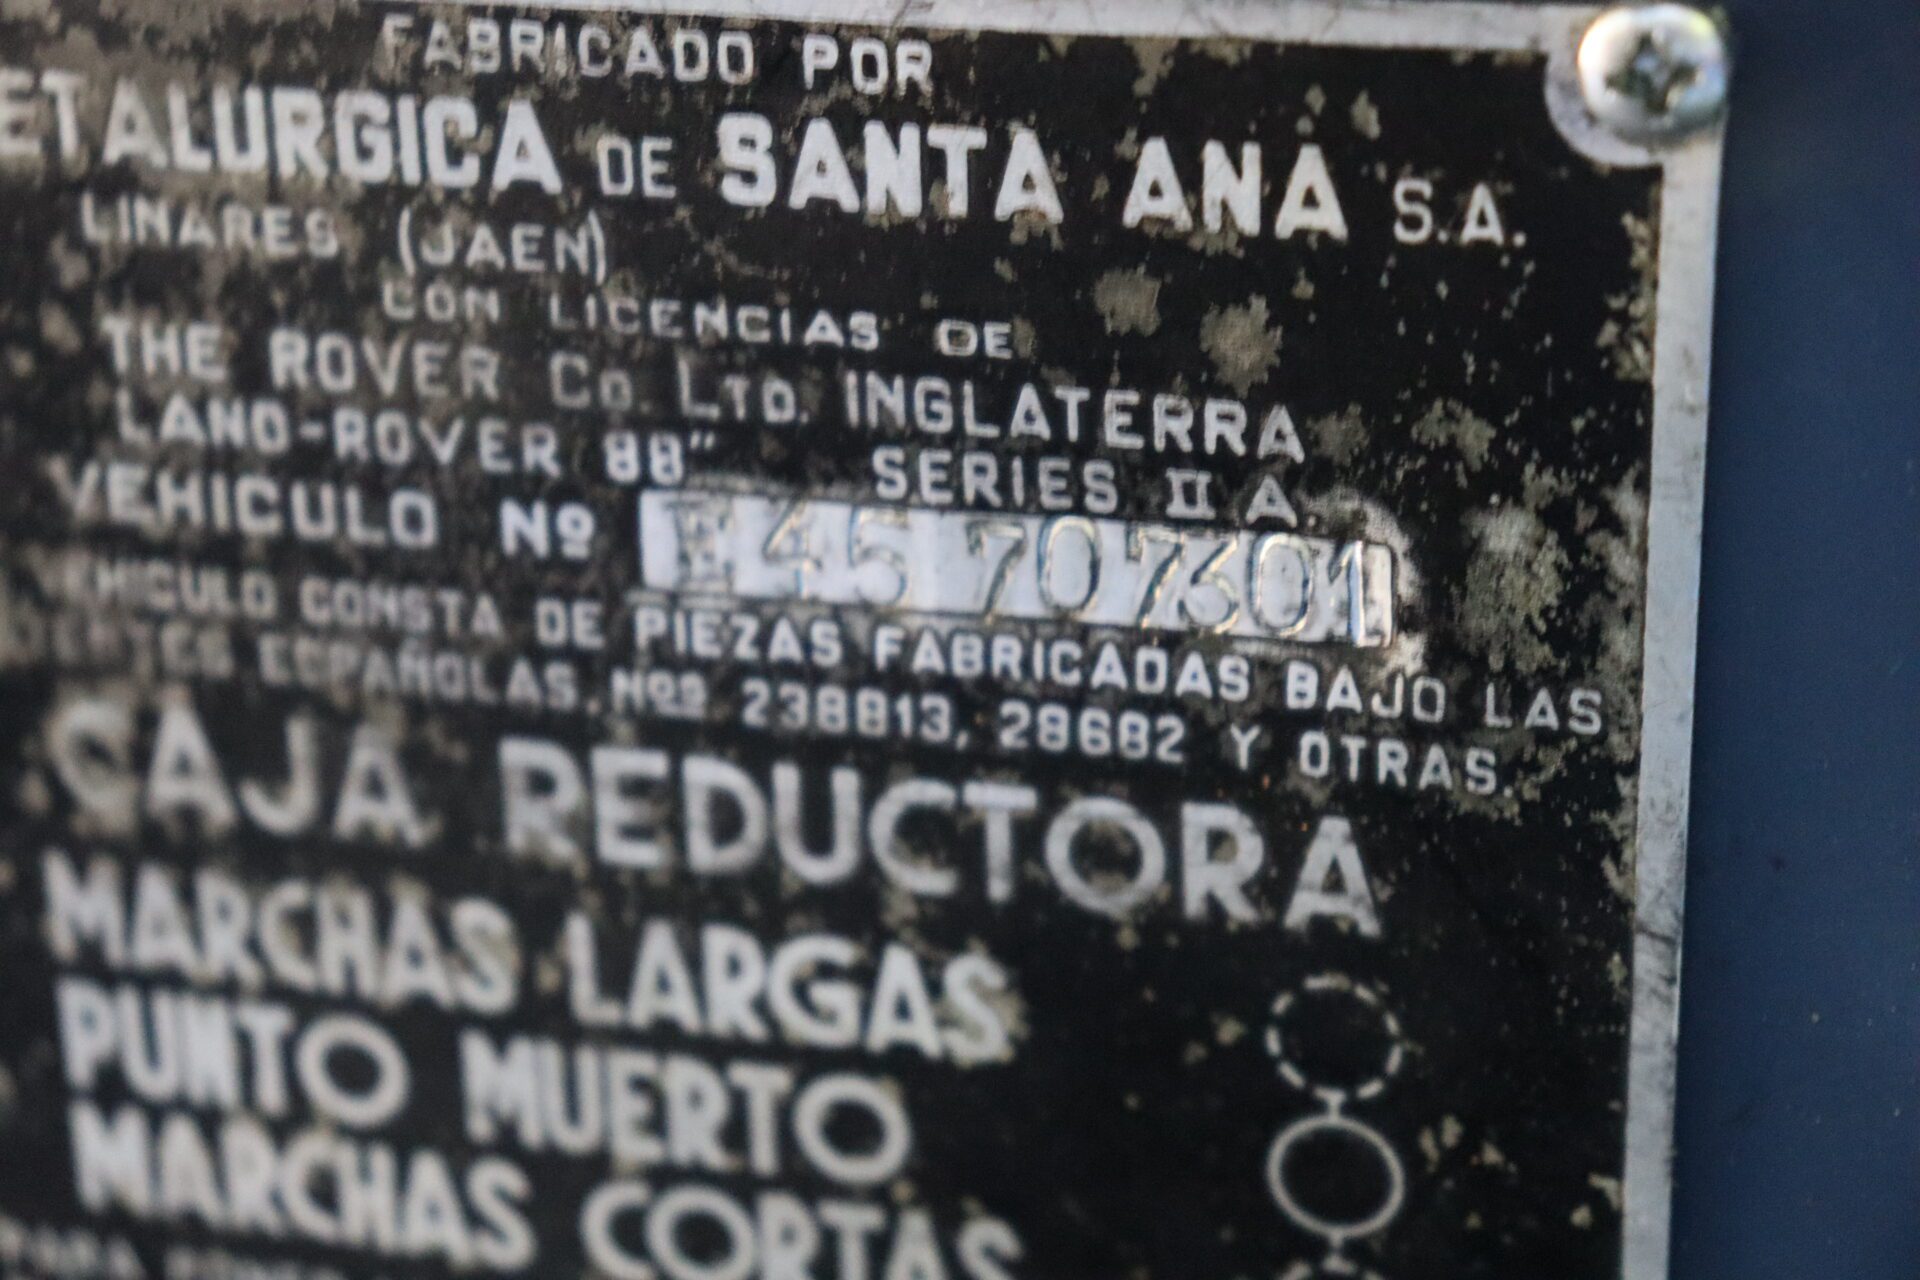 FABRICADO POR
ETALURGICA DE SANTA ANA S.A.
LINARES (JAEN)
CON LICENCIAS DE
THE ROVER Co. LTD. INGLATERRA
LAND-ROVER 88" SERIES II A.
VEHICULO Nº E45707601
VEHICULO CONSTA DE PIEZAS FABRICADAS BAJO LAS
ESPAÑOLAS. Nos 238813, 28682 Y OTRAS.
CAJA REDUCTORA
MARCHAS LARGAS
PUNTO MUERTO
MARCHAS CORTAS